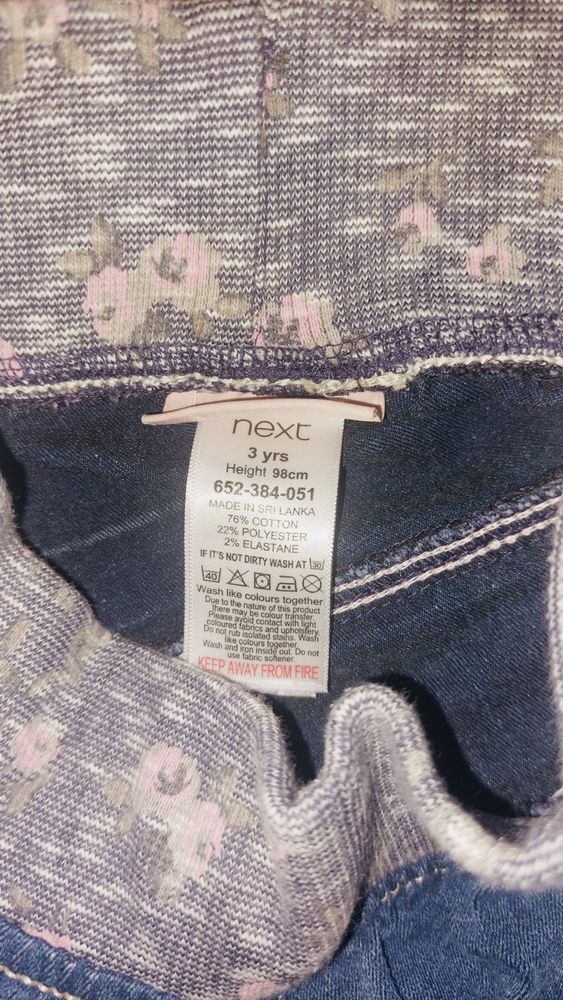 next
3 yrs
Height 98cm
652-384-051
MADE IN SRI LANKA
76% COTTON
22% POLYESTER
2% ELASTANE
IF IT'S NOT DIRTY WASH AT 30
40
Wash like colours together
Due to the nature of this product
there may be colour transfer.
Please avoid contact with light
coloured fabrics and upholstery.
Do not rub isolated stains. Wash
like colours together.
Wash and iron inside out. Do not
use fabric softener.
KEEP AWAY FROM FIRE